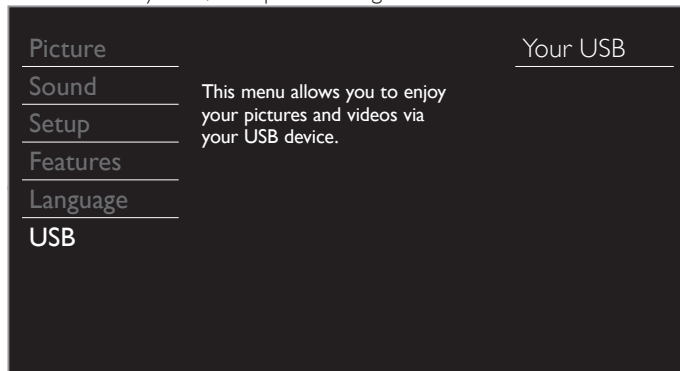 Picture
Sound
Setup
Features
Language
USB
This menu allows you to enjoy
your pictures and videos via
your USB device.
Your USB